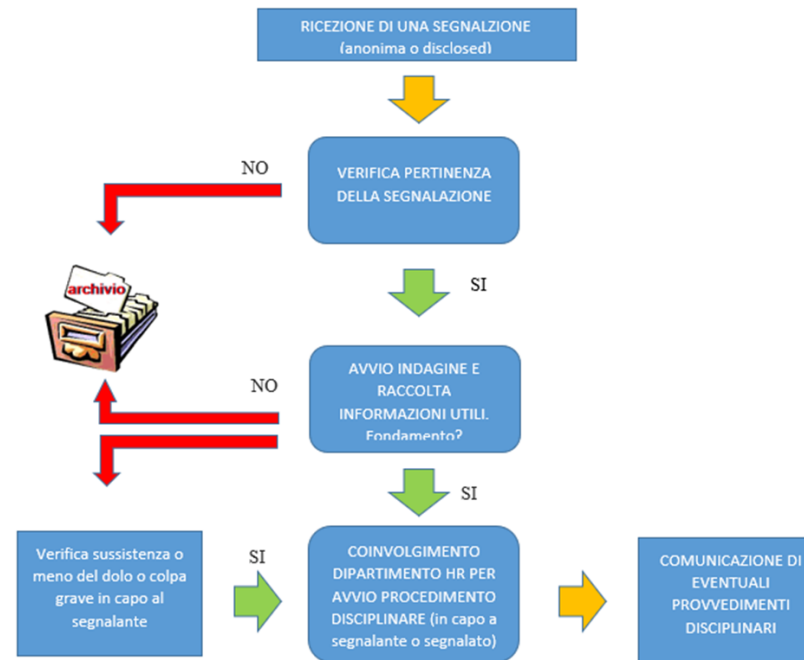 RICEZIONE DI UNA SEGNALZIONE
(anonima o disclosed)
NO
VERIFICA PERTINENZA
DELLA SEGNALAZIONE
archivio
SI
NO
AVVIO INDAGINE E
RACCOLTA
INFORMAZIONI UTILI.
Fondamento?
SI
Verifica sussistenza o
meno del dolo o colpa
grave in capo al
segnalante
SI
COINVOLGIMENTO
DIPARTIMENTO HR PER
AVVIO PROCEDIMENTO
DISCIPLINARE (in capo a
segnalante o segnalato)
COMUNICAZIONE DI
EVENTUALI
PROVVEDIMENTI
DISCIPLINARI